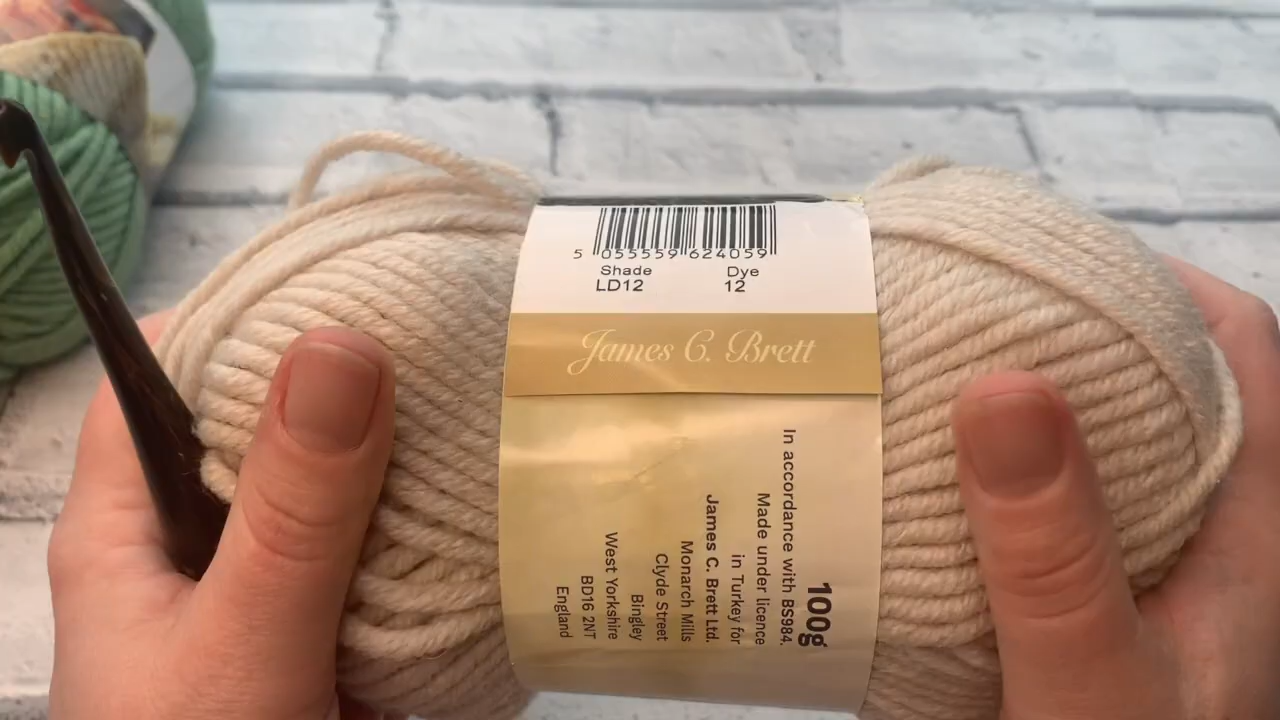 5 055559 624059
Shade Dye
LD12 12
James C. Brett
100g
In accordance with BS984.
Made under licence
in Turkey for
James C. Brett Ltd.
Monarch Mills
Clyde Street
Bingley
West Yorkshire
BD16 2NT
England